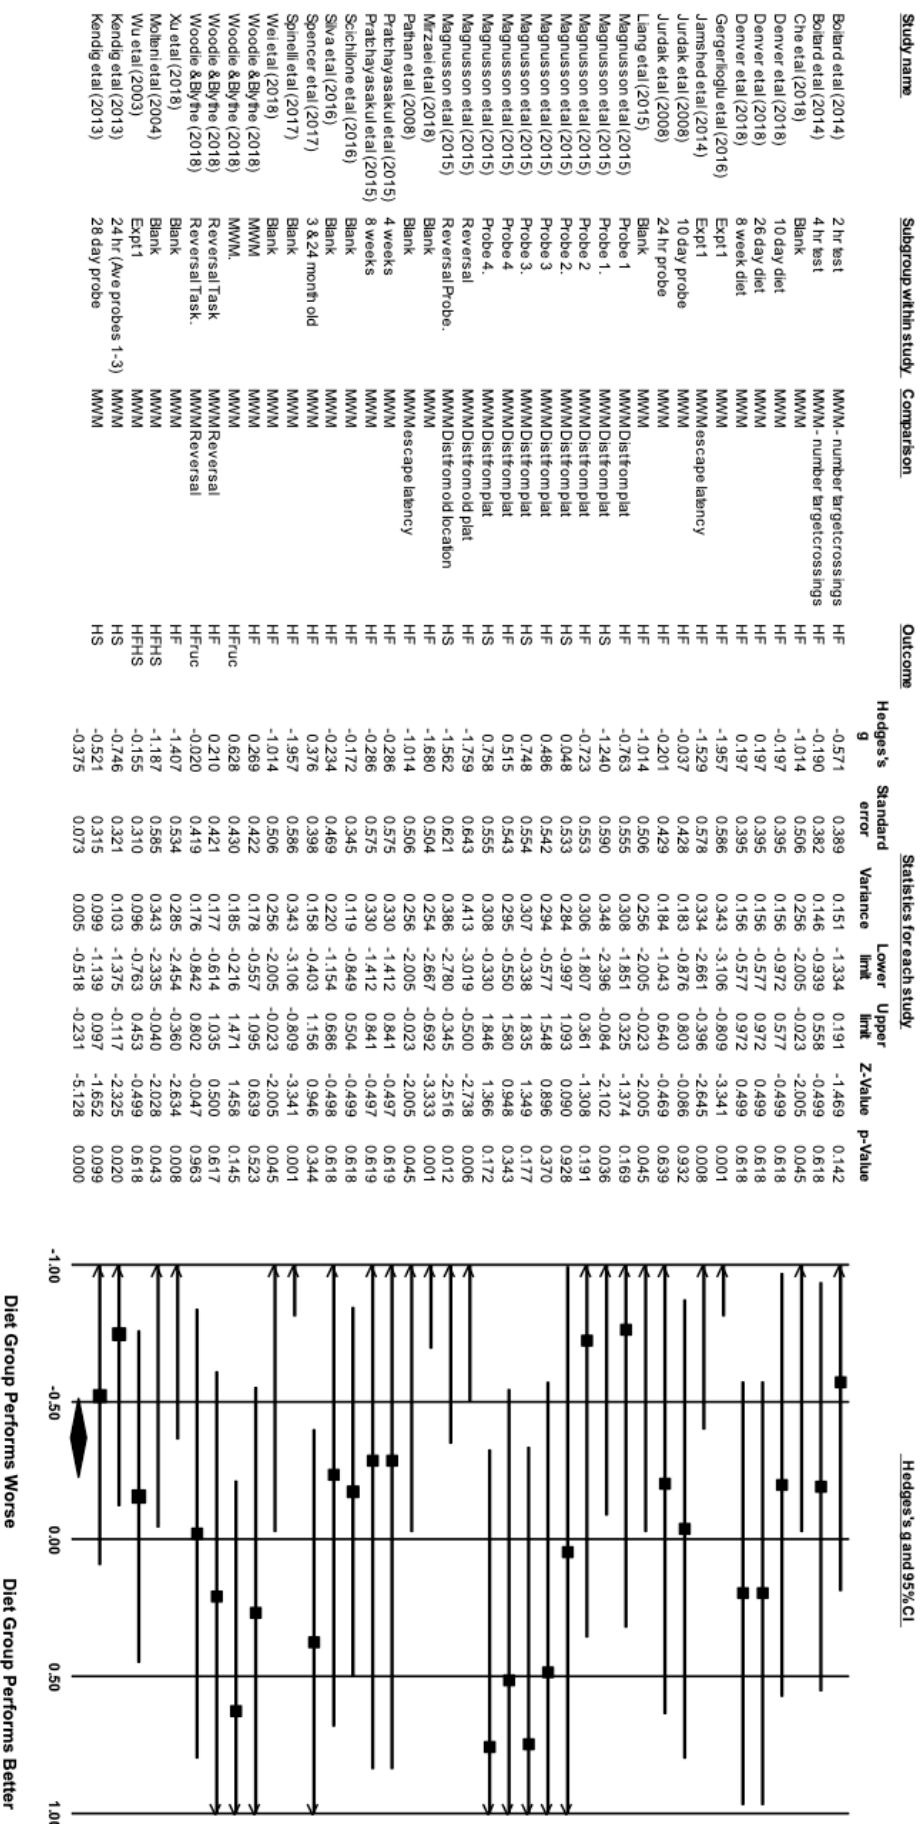 Study name Subgroup within study Comparison Outcome Statistics for each study Hedges's g and 95% CI
Hedges's g Standard error Variance Lower limit Upper limit Z-Value p-Value
Boitard et al (2014) 2 hr test MWM - number target crossings HF -0.571 0.389 0.151 -1.334 0.191 -1.469 0.142
Boitard et al (2014) 4 hr test MWM - number target crossings HF -0.190 0.382 0.146 -0.939 0.558 -0.499 0.618
Che et al (2018) Blank MWM HF -1.014 0.506 0.256 -2.005 -0.023 -2.005 0.045
Denver et al (2018) 10 day diet MWM HF -0.197 0.395 0.156 -0.972 0.577 -0.499 0.618
Denver et al (2018) 26 day diet MWM HF 0.197 0.395 0.156 -0.577 0.972 0.499 0.618
Denver et al (2018) 8 week diet MWM HF 0.197 0.395 0.156 -0.577 0.972 0.499 0.618
Gergerlioglu et al (2016) Expt 1 MWM HF -1.957 0.586 0.343 -3.106 -0.809 -3.341 0.001
Jamshed et al (2014) Expt 1 MWM escape latency HF -1.529 0.578 0.334 -2.661 -0.396 -2.645 0.008
Jurdak et al (2008) 10 day probe MWM HF -0.037 0.428 0.183 -0.876 0.803 -0.086 0.932
Jurdak et al (2008) 24 hr probe MWM HF -0.201 0.429 0.184 -1.043 0.640 -0.469 0.639
Liang et al (2015) Blank MWM HF -1.014 0.506 0.256 -2.005 -0.023 -2.005 0.045
Magnusson et al (2015) Probe 1 MWM Dist from plat HF -0.763 0.555 0.308 -1.851 0.325 -1.374 0.169
Magnusson et al (2015) Probe 1. MWM Dist from plat HS -1.240 0.590 0.348 -2.396 -0.084 -2.102 0.036
Magnusson et al (2015) Probe 2 MWM Dist from plat HF -0.723 0.553 0.306 -1.807 0.361 -1.308 0.191
Magnusson et al (2015) Probe 2. MWM Dist from plat HS 0.048 0.533 0.284 -0.997 1.093 0.090 0.928
Magnusson et al (2015) Probe 3 MWM Dist from plat HF 0.486 0.542 0.294 -0.577 1.548 0.896 0.370
Magnusson et al (2015) Probe 3. MWM Dist from plat HS 0.748 0.554 0.307 -0.338 1.835 1.349 0.177
Magnusson et al (2015) Probe 4 MWM Dist from plat HF 0.515 0.543 0.295 -0.550 1.580 0.948 0.343
Magnusson et al (2015) Probe 4. MWM Dist from plat HS 0.758 0.555 0.308 -0.330 1.846 1.366 0.172
Magnusson et al (2015) Reversal MWM Dist from old plat HF -1.759 0.643 0.413 -3.019 -0.500 -2.738 0.006
Magnusson et al (2015) Reversal Probe. MWM Dist from old location HS -1.562 0.621 0.386 -2.780 -0.345 -2.516 0.012
Mirzaei et al (2018) Blank MWM HF -1.680 0.504 0.254 -2.667 -0.692 -3.333 0.001
Pathan et al (2008) Blank MWM escape latency HF -1.014 0.506 0.256 -2.005 -0.023 -2.005 0.045
Pratchayasakul et al (2015) 4 weeks MWM HF -0.286 0.575 0.330 -1.412 0.841 -0.497 0.619
Pratchayasakul et al (2015) 8 weeks MWM HF -0.286 0.575 0.330 -1.412 0.841 -0.497 0.619
Scichilone et al (2016) Blank MWM HF -0.172 0.345 0.119 -0.849 0.504 -0.499 0.618
Silva et al (2016) Blank MWM HF -0.234 0.469 0.220 -1.154 0.686 -0.498 0.618
Spencer et al (2017) 3 & 24 month old MWM HF 0.376 0.398 0.158 -0.403 1.156 0.946 0.344
Spinelli et al (2017) Blank MWM HF -1.957 0.586 0.343 -3.106 -0.809 -3.341 0.001
Wei et al (2018) Blank MWM HF -1.014 0.506 0.256 -2.005 -0.023 -2.005 0.045
Woodie & Blythe (2018) MWM MWM HF 0.269 0.422 0.178 -0.557 1.095 0.639 0.523
Woodie & Blythe (2018) MWM. MWM HFruc 0.628 0.430 0.185 -0.216 1.471 1.458 0.145
Woodie & Blythe (2018) Reversal Task MWM Reversal HF 0.210 0.421 0.177 -0.614 1.035 0.500 0.617
Woodie & Blythe (2018) Reversal Task. MWM Reversal HFruc -0.020 0.419 0.176 -0.842 0.802 -0.047 0.963
Xu et al (2018) Blank MWM HF -1.407 0.534 0.285 -2.454 -0.360 -2.634 0.008
Molteni et al (2004) Blank MWM HFHS -1.187 0.585 0.343 -2.335 -0.040 -2.028 0.043
Wu et al (2003) Expt 1 MWM HFHS -0.155 0.310 0.096 -0.763 0.453 -0.499 0.618
Kendig et al (2013) 24 hr (Ave probes 1-3) MWM HS -0.746 0.321 0.103 -1.375 -0.117 -2.325 0.020
Kendig et al (2013) 28 day probe MWM HS -0.521 0.315 0.099 -1.139 0.097 -1.652 0.099
-0.375 0.073 0.005 -0.518 -0.231 -5.128 0.000
-1.00 -0.50 0.00 0.50 1.00
Diet Group Performs Worse Diet Group Performs Better